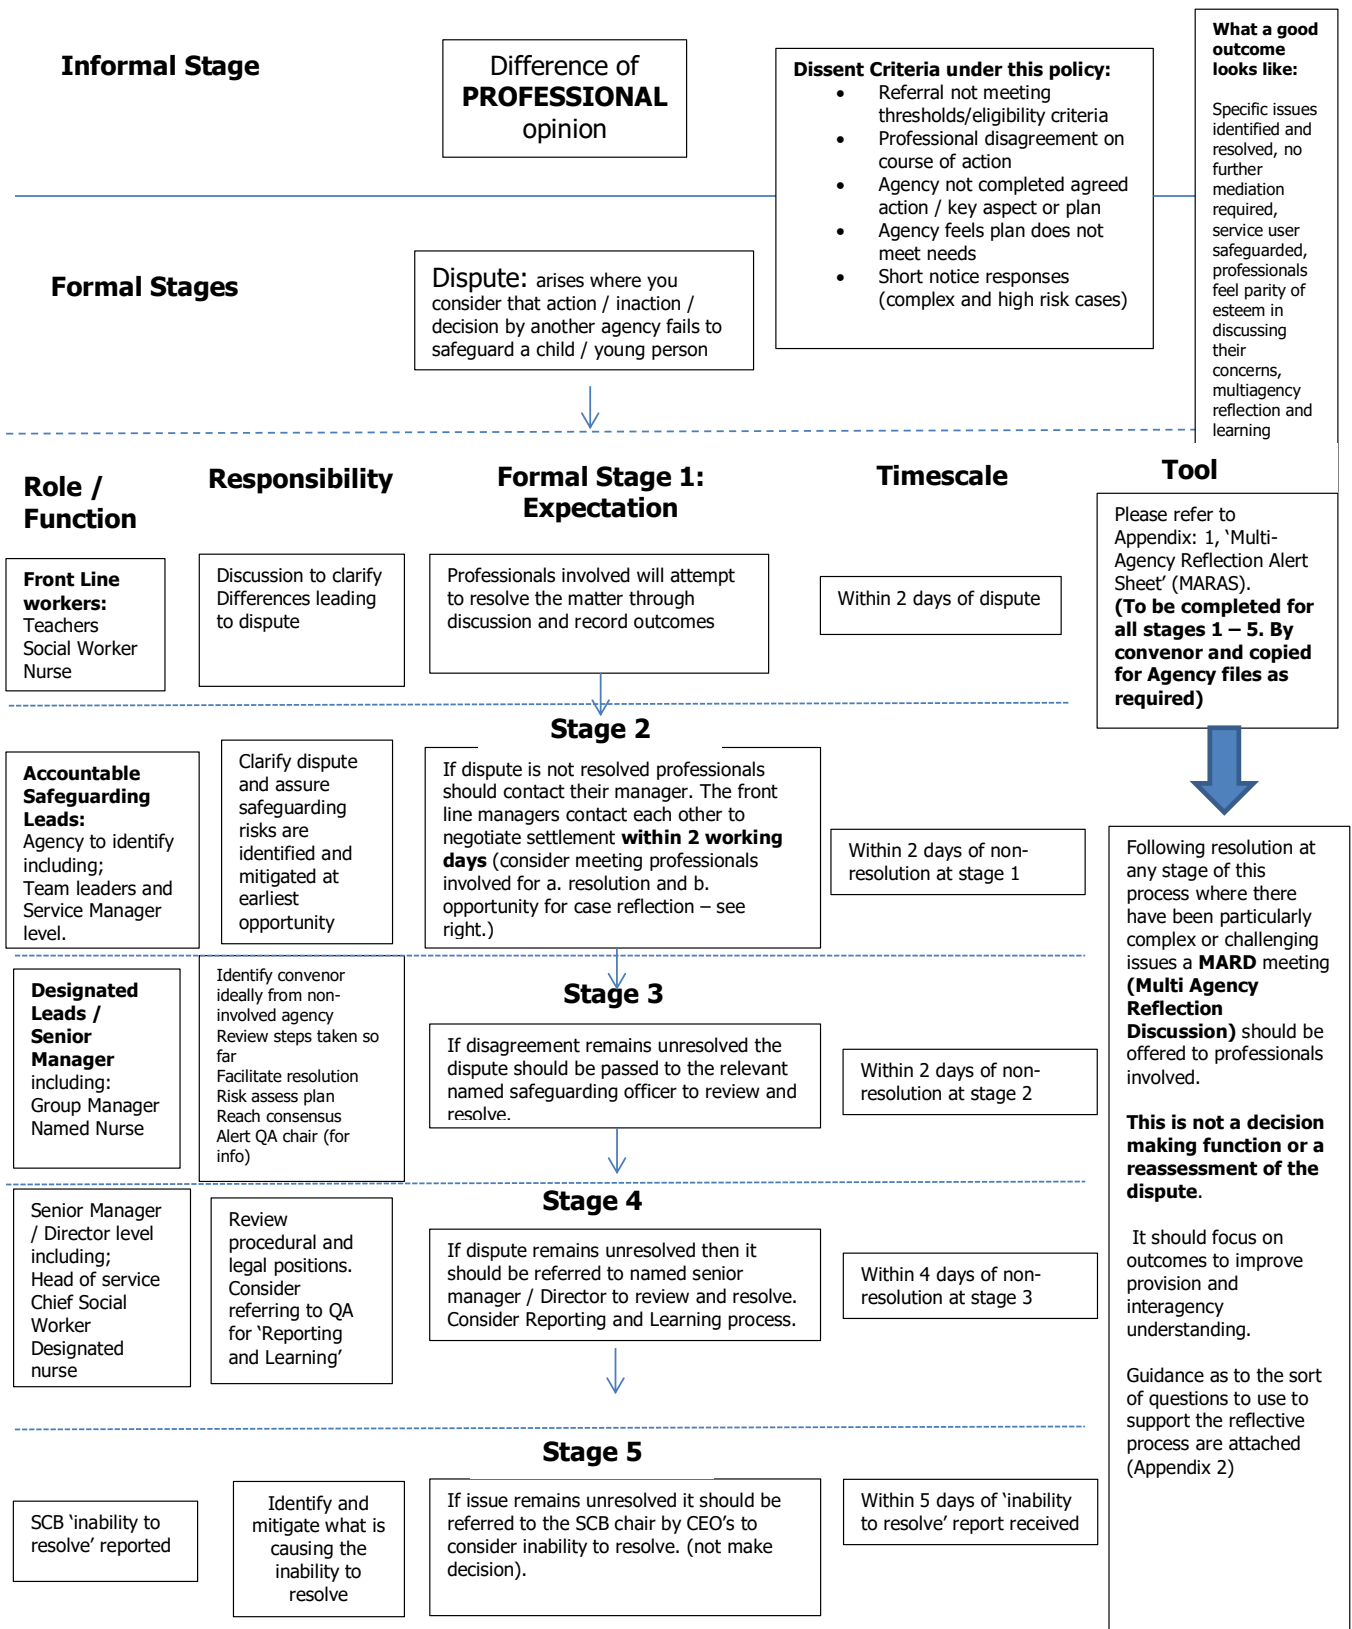 Informal Stage
Difference of
PROFESSIONAL
opinion
Dissent Criteria under this policy:
• Referral not meeting
thresholds/eligibility criteria
• Professional disagreement on
course of action
• Agency not completed agreed
action / key aspect or plan
• Agency feels plan does not
meet needs
• Short notice responses
(complex and high risk cases)
What a good
outcome
looks like:
Specific issues
identified and
resolved, no
further
mediation
required,
service user
safeguarded,
professionals
feel parity of
esteem in
discussing
their
concerns,
multiagency
reflection and
learning
Formal Stages
Dispute: arises where you
consider that action / inaction /
decision by another agency fails to
safeguard a child / young person
Role /
Function
Responsibility
Formal Stage 1:
Expectation
Timescale
Tool
Front Line
workers:
Teachers
Social Worker
Nurse
Discussion to clarify
Differences leading
to dispute
Professionals involved will attempt
to resolve the matter through
discussion and record outcomes
Within 2 days of dispute
Please refer to
Appendix: 1, ‘Multi-
Agency Reflection Alert
Sheet’ (MARAS).
(To be completed for
all stages 1 – 5. By
convenor and copied
for Agency files as
required)
Stage 2
Accountable
Safeguarding
Leads:
Agency to identify
including;
Team leaders and
Service Manager
level.
Clarify dispute
and assure
safeguarding
risks are
identified and
mitigated at
earliest
opportunity
If dispute is not resolved professionals
should contact their manager. The front
line managers contact each other to
negotiate settlement within 2 working
days (consider meeting professionals
involved for a. resolution and b.
opportunity for case reflection – see
right.)
Within 2 days of non-
resolution at stage 1
Following resolution at
any stage of this
process where there
have been particularly
complex or challenging
issues a MARD meeting
(Multi Agency
Reflection
Discussion) should be
offered to professionals
involved.
This is not a decision
making function or a
reassessment of the
dispute.
It should focus on
outcomes to improve
provision and
interagency
understanding.
Guidance as to the sort
of questions to use to
support the reflective
process are attached
(Appendix 2)
Stage 3
Designated
Leads /
Senior
Manager
including:
Group Manager
Named Nurse
Identify convenor
ideally from non-
involved agency
Review steps taken so
far
Facilitate resolution
Risk assess plan
Reach consensus
Alert QA chair (for
info)
If disagreement remains unresolved the
dispute should be passed to the relevant
named safeguarding officer to review and
resolve.
Within 2 days of non-
resolution at stage 2
Stage 4
Senior Manager
/ Director level
including;
Head of service
Chief Social
Worker
Designated
nurse
Review
procedural and
legal positions.
Consider
referring to QA
for ‘Reporting
and Learning’
If dispute remains unresolved then it
should be referred to named senior
manager / Director to review and resolve.
Consider Reporting and Learning process.
Within 4 days of non-
resolution at stage 3
Stage 5
SCB ‘inability to
resolve’ reported
Identify and
mitigate what is
causing the
inability to
resolve
If issue remains unresolved it should be
referred to the SCB chair by CEO’s to
consider inability to resolve. (not make
decision).
Within 5 days of ‘inability
to resolve’ report received